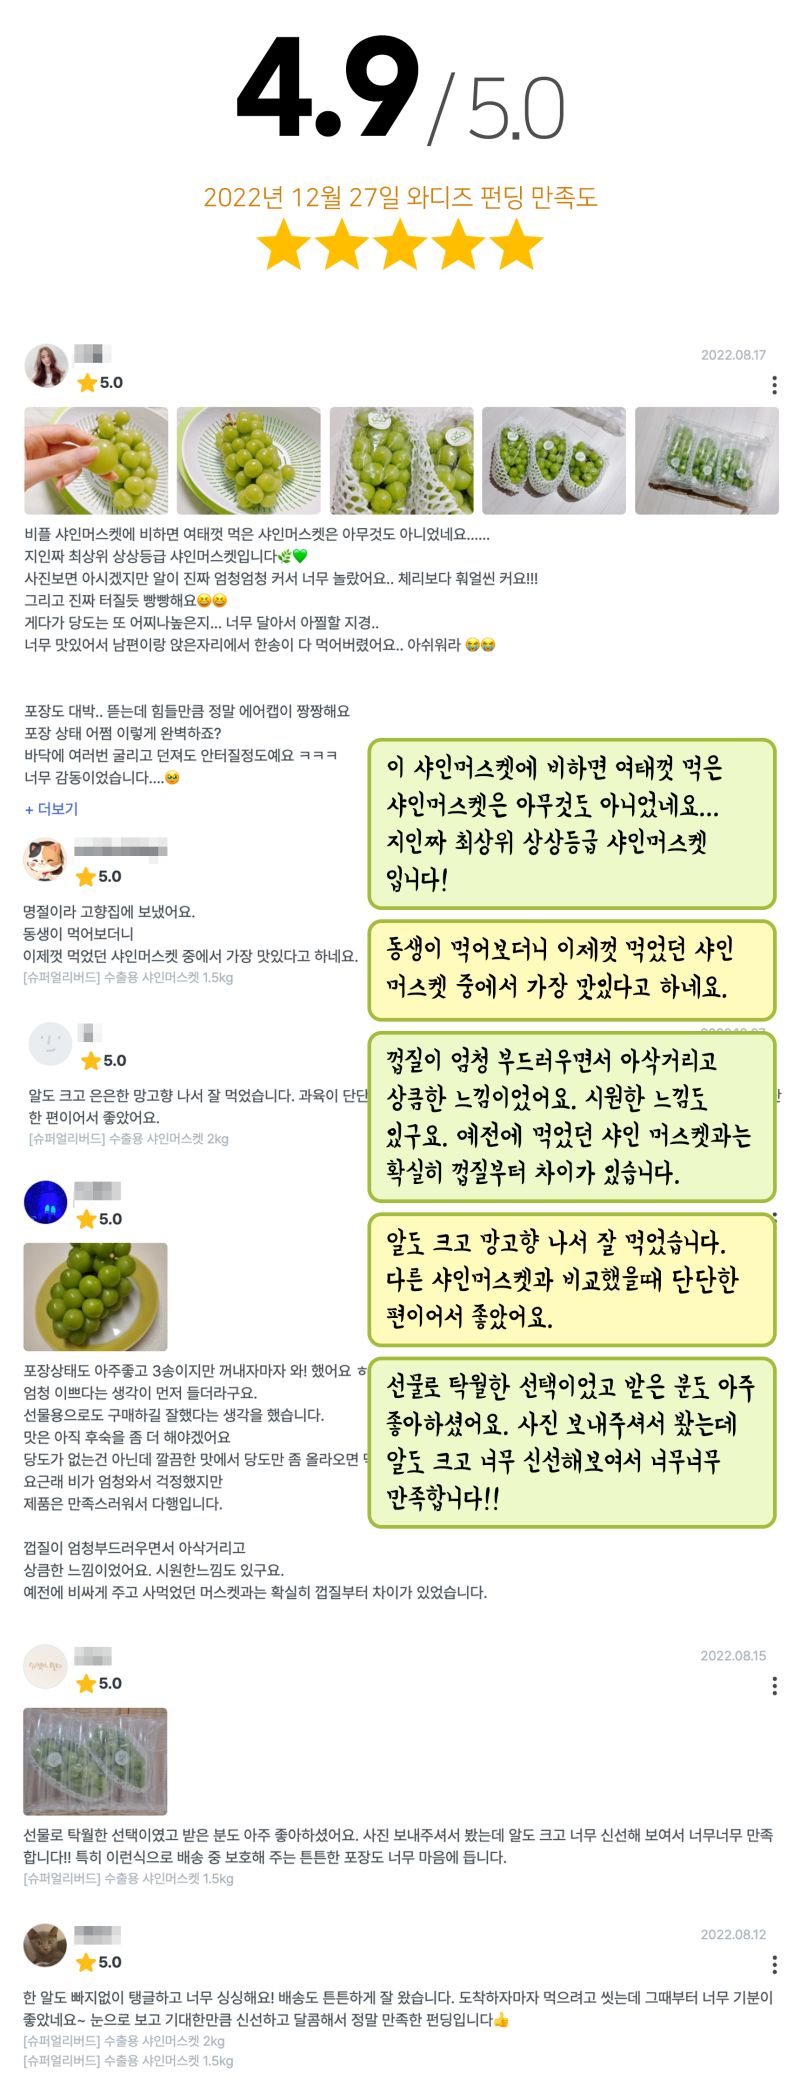 4.9/5.0
2022년 12월 27일 와디즈 펀딩 만족도
2022.08.17
5.0
비플 샤인머스켓에 비하면 여태껏 먹은 샤인머스켓은 아무것도 아니었네요......
지인짜 최상위 상상등급 샤인머스켓입니다🌿💚
사진보면 아시겠지만 알이 진짜 엄청엄청 커서 너무 놀랐어요.. 체리보다 훠얼씬 커요!!!
그리고 진짜 터질듯 빵빵해요😆😆
게다가 당도는 또 어찌나높은지... 너무 달아서 아찔할 지경..
너무 맛있어서 남편이랑 앉은자리에서 한송이 다 먹어버렸어요.. 아쉬워라 😭😭
포장도 대박.. 뜯는데 힘들만큼 정말 에어캡이 짱짱해요
포장 상태 어쩜 이렇게 완벽하죠?
바닥에 여러번 굴리고 던져도 안터질정도예요 ㅋㅋㅋ
너무 감동이었습니다....🥹
+ 더보기
이 샤인머스켓에 비하면 여태껏 먹은
샤인머스켓은 아무것도 아니었네요...
지인짜 최상위 상상등급 샤인머스켓
입니다!
5.0
명절이라 고향집에 보냈어요.
동생이 먹어보더니
이제껏 먹었던 샤인머스켓 중에서 가장 맛있다고 하네요.
[슈퍼얼리버드] 수출용 샤인머스켓 1.5kg
동생이 먹어보더니 이제껏 먹었던 샤인
머스켓 중에서 가장 맛있다고 하네요.
5.0
알도 크고 은은한 망고향 나서 잘 먹었습니다. 과육이 단단
한 편이어서 좋았어요.
[슈퍼얼리버드] 수출용 샤인머스켓 2kg
껍질이 엄청 부드러우면서 아삭거리고
상큼한 느낌이었어요. 시원한 느낌도
있구요. 예전에 먹었던 샤인 머스켓과는
확실히 껍질부터 차이가 있습니다.
5.0
알도 크고 망고향 나서 잘 먹었습니다.
다른 샤인머스켓과 비교했을때 단단한
편이어서 좋았어요.
포장상태도 아주좋고 3송이지만 꺼내자마자 와! 했어요
엄청 이쁘다는 생각이 먼저 들더라구요.
선물용으로도 구매하길 잘했다는 생각을 했습니다.
맛은 아직 후숙을 좀 더 해야겠어요
당도가 없는건 아닌데 깔끔한 맛에서 당도만 좀 올라오면
요근래 비가 엄청와서 걱정했지만
제품은 만족스러워서 다행입니다.
선물로 탁월한 선택이었고 받은 분도 아주
좋아하셨어요. 사진 보내주셔서 봤는데
알도 크고 너무 신선해보여서 너무너무
만족합니다!!
껍질이 엄청부드러우면서 아삭거리고
상큼한 느낌이었어요. 시원한느낌도 있구요.
예전에 비싸게 주고 사먹었던 머스켓과는 확실히 껍질부터 차이가 있었습니다.
2022.08.15
5.0
선물로 탁월한 선택이였고 받은 분도 아주 좋아하셨어요. 사진 보내주셔서 봤는데 알도 크고 너무 신선해 보여서 너무너무 만족
합니다!! 특히 이런식으로 배송 중 보호해 주는 튼튼한 포장도 너무 마음에 듭니다.
[슈퍼얼리버드] 수출용 샤인머스켓 1.5kg
2022.08.12
5.0
한 알도 빠지없이 탱글하고 너무 싱싱해요! 배송도 튼튼하게 잘 왔습니다. 도착하자마자 먹으려고 씻는데 그때부터 너무 기분이
좋았네요~ 눈으로 보고 기대한만큼 신선하고 달콤해서 정말 만족한 펀딩입니다👍
[슈퍼얼리버드] 수출용 샤인머스켓 2kg
[슈퍼얼리버드] 수출용 샤인머스켓 1.5kg